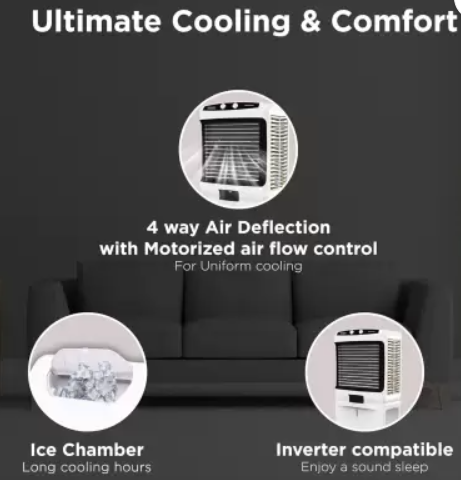 Ultimate Cooling & Comfort
4 way Air Deflection
with Motorized air flow control
For Uniform cooling
Ice Chamber
Long cooling hours
Inverter compatible
Enjoy a sound sleep